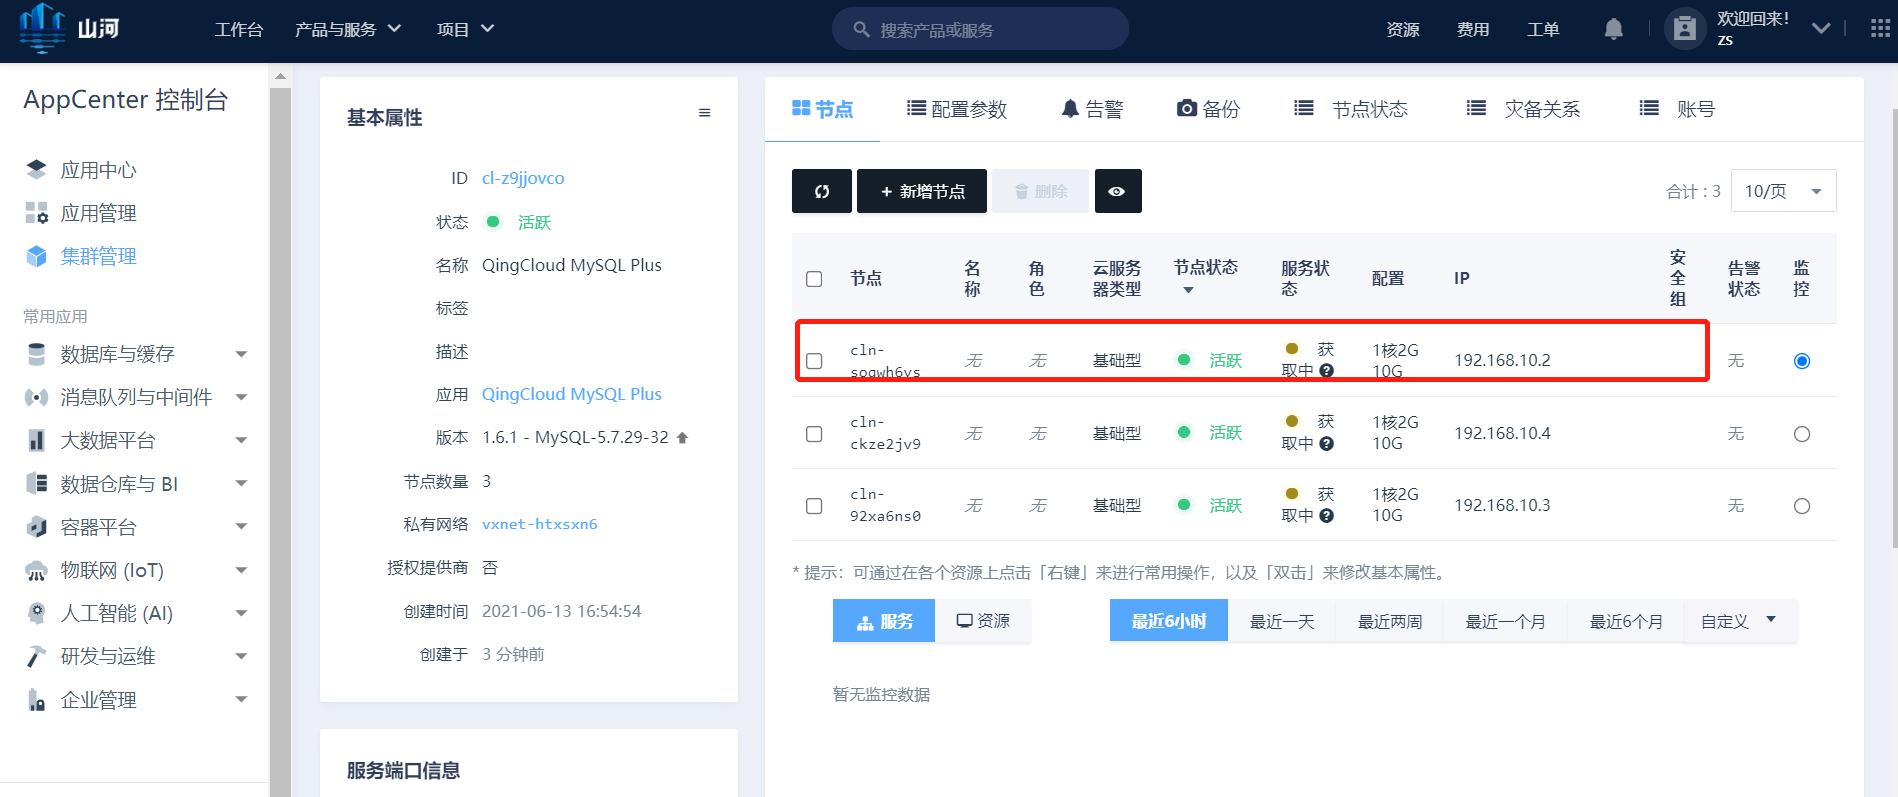 山河
工作台
产品与服务
项目
搜索产品或服务
资源
费用
工单
欢迎回来!
zs
AppCenter 控制台
应用中心
应用管理
集群管理
常用应用
数据库与缓存
消息队列与中间件
大数据平台
数据仓库与 BI
容器平台
物联网 (IoT)
人工智能 (AI)
研发与运维
企业管理
基本属性
ID cl-z9jjovco
状态 活跃
名称 QingCloud MySQL Plus
标签
描述
应用 QingCloud MySQL Plus
版本 1.6.1 - MySQL-5.7.29-32
节点数量 3
私有网络 vxnet-htxsxn6
授权提供商 否
创建时间 2021-06-13 16:54:54
创建于 3 分钟前
服务端口信息
节点 配置参数 告警 备份 节点状态 灾备关系 账号
+ 新增节点 删除
合计 : 3 10/页
节点 名称 角色 云服务器类型 节点状态 服务状态 配置 IP 安全组 告警状态 监控
cln-
无 无 基础型 活跃 获取中 1核2G 10G 192.168.10.2 无
cln-ckze2jv9 无 无 基础型 活跃 获取中 1核2G 10G 192.168.10.4 无
cln-92xa6ns0 无 无 基础型 活跃 获取中 1核2G 10G 192.168.10.3 无
* 提示：可通过在各个资源上点击「右键」来进行常用操作，以及「双击」来修改基本属性。
服务 资源
最近6小时 最近一天 最近两周 最近一个月 最近6个月 自定义
暂无监控数据